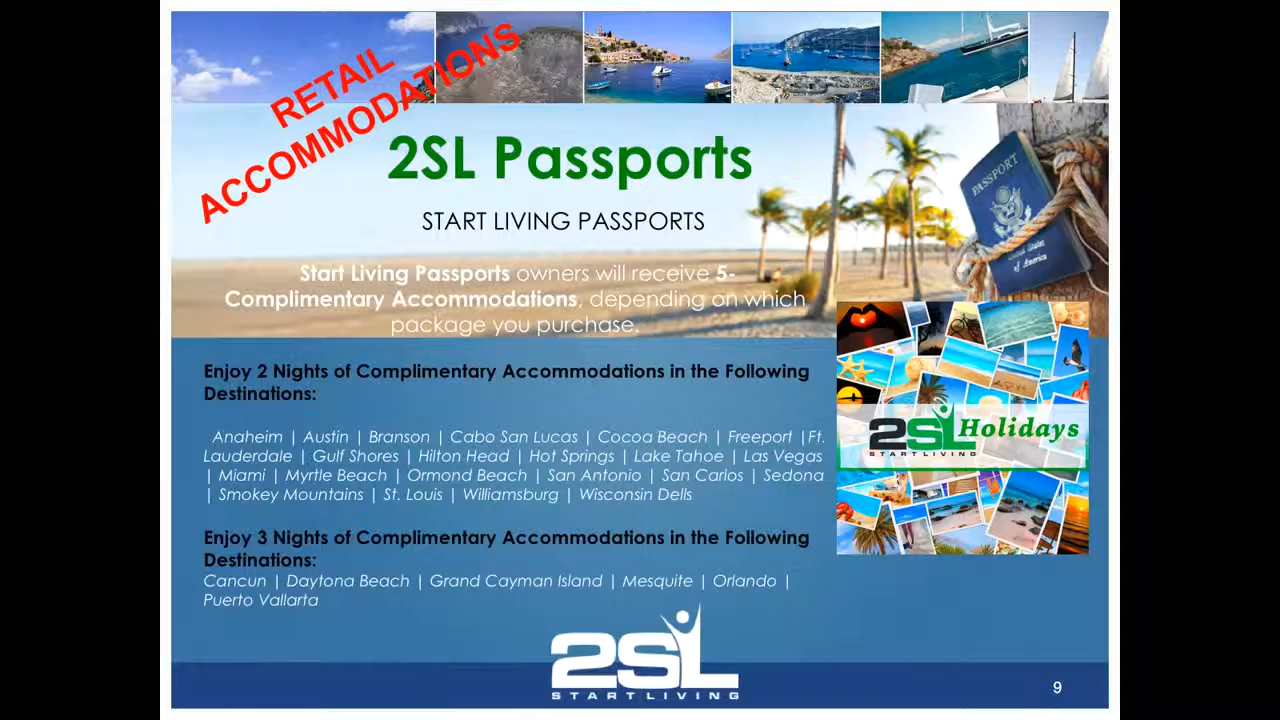 RETAIL
ACCOMMODATIONS
2SL Passports
START LIVING PASSPORTS
PASSPORT
United States
of America
Start Living Passports owners will receive 5-
Complimentary Accommodations, depending on which
package you purchase.
Enjoy 2 Nights of Complimentary Accommodations in the Following
Destinations:
Anaheim | Austin | Branson | Cabo San Lucas | Cocoa Beach | Freeport |Ft.
Lauderdale | Gulf Shores | Hilton Head | Hot Springs | Lake Tahoe | Las Vegas
| Miami | Myrtle Beach | Ormond Beach | San Antonio | San Carlos | Sedona
| Smokey Mountains | St. Louis | Williamsburg | Wisconsin Dells
2SL Holidays
STARTLIVING
Enjoy 3 Nights of Complimentary Accommodations in the Following
Destinations:
Cancun | Daytona Beach | Grand Cayman Island | Mesquite | Orlando |
Puerto Vallarta
2SL
STARTLIVING
9